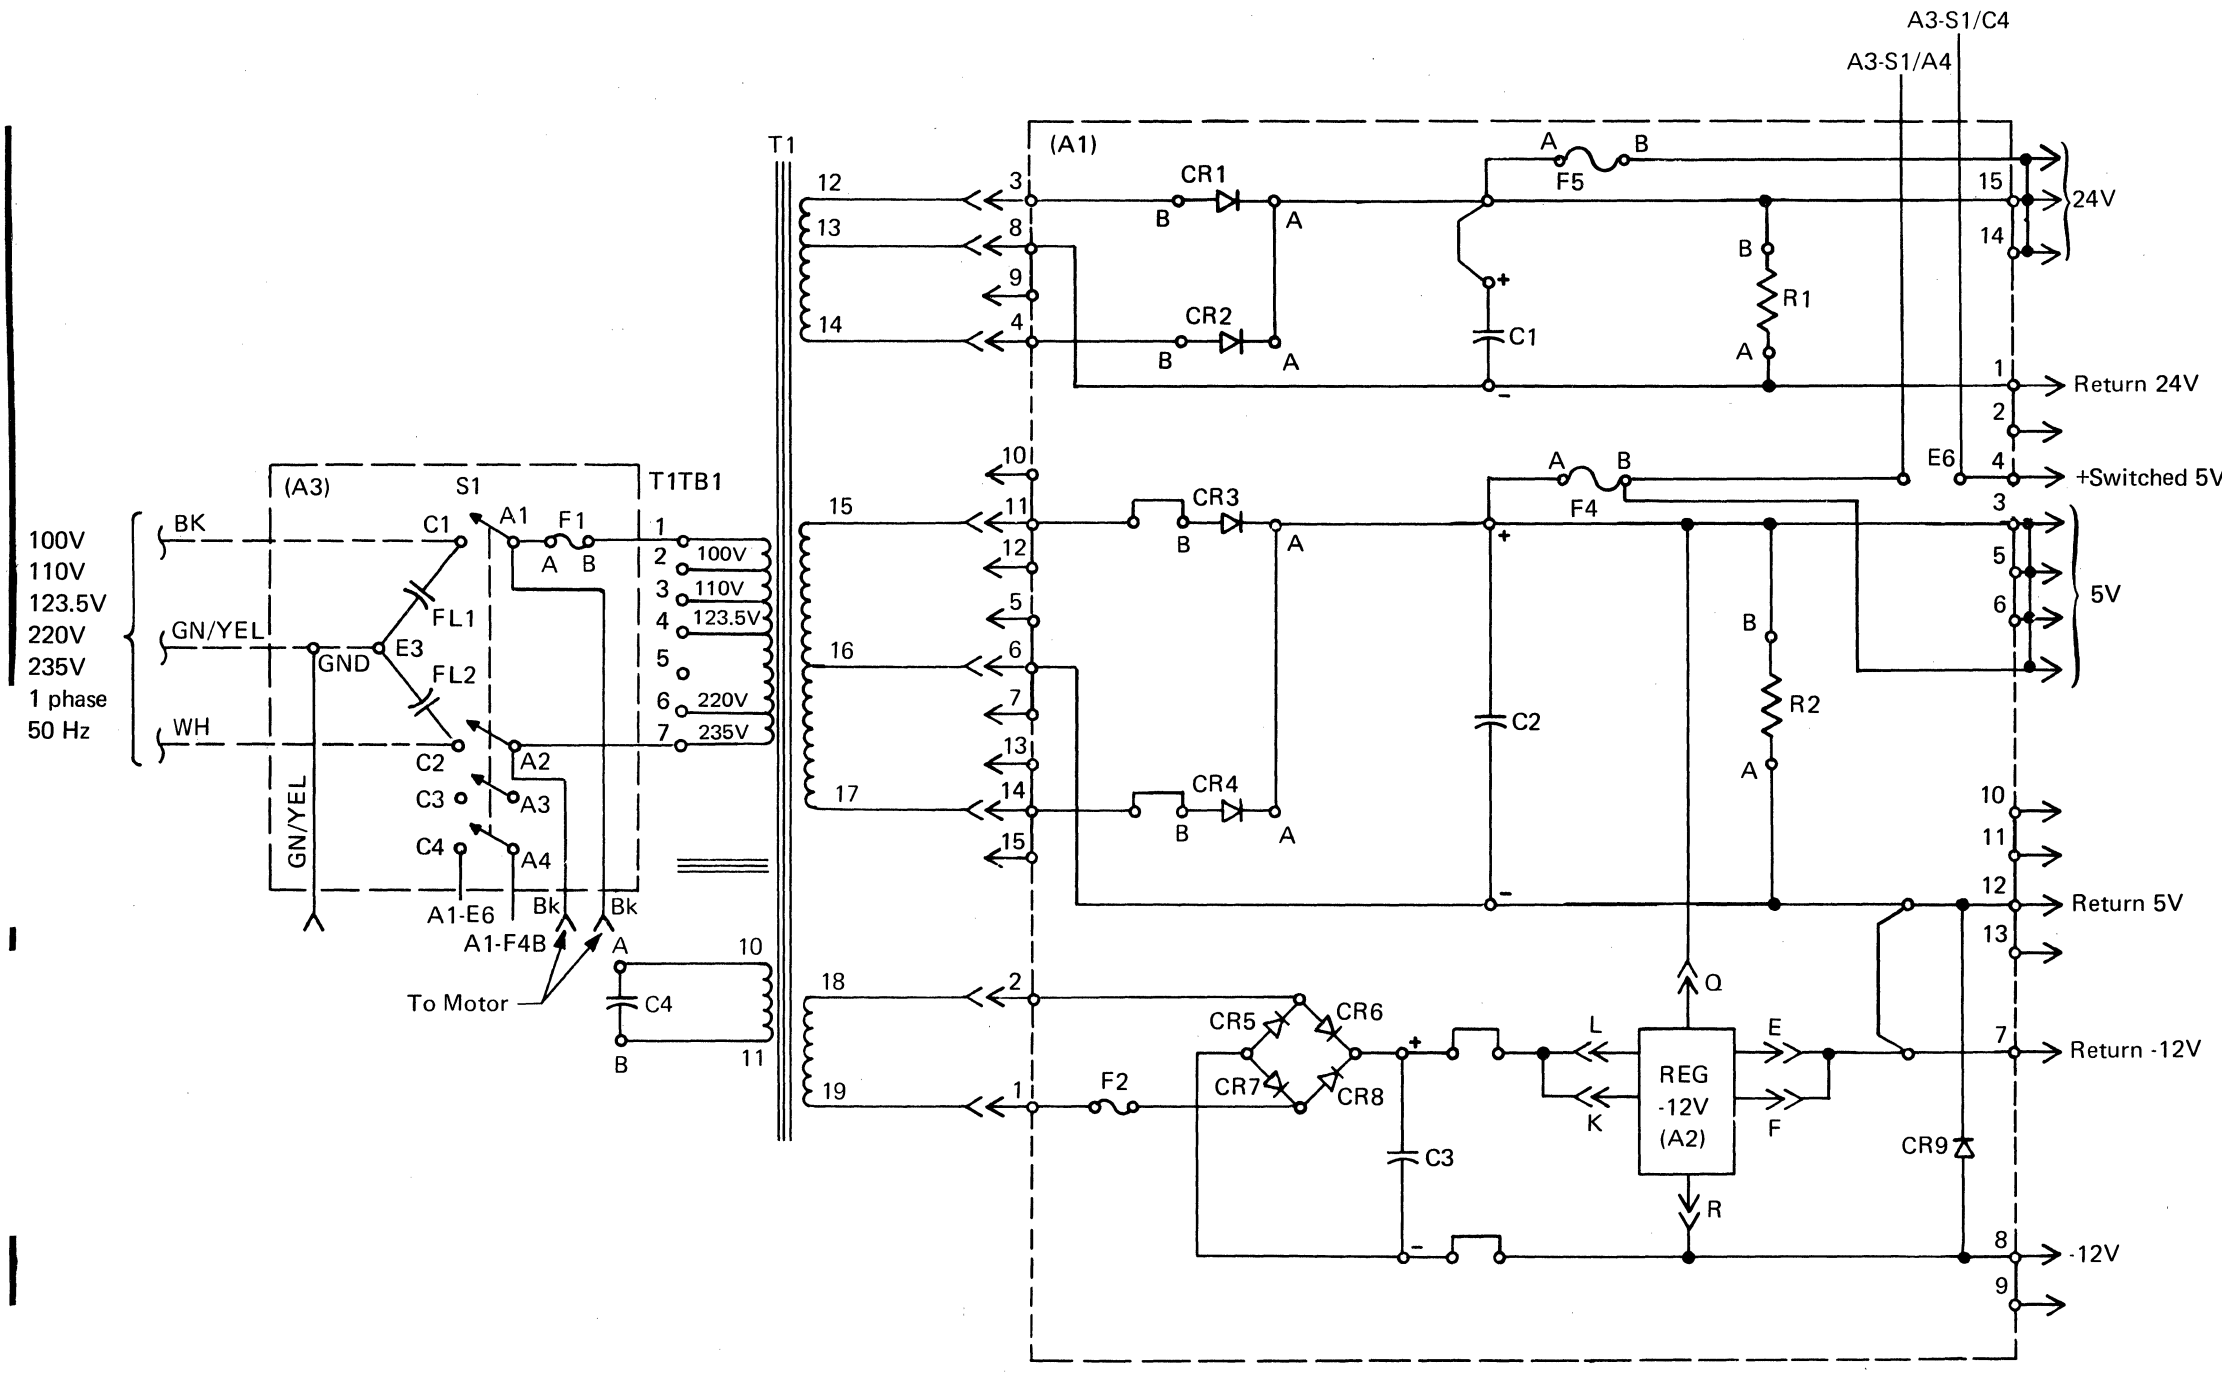 A3-S1/C4
A3-S1/A4
T1
(A1)
12
3
CR1
B
A
A
F5
B
15
24V
13
8
9
14
4
CR2
B
A
+
C1
-
B
R1
A
14
1
Return 24V
2
10
A
F4
B
E6
4
+Switched 5V
(A3)
S1
T1TB1
100V
110V
123.5V
220V
235V
1 phase
50 Hz
BK
GN/YEL
WH
C1
A1
F1
A
B
FL1
GND
E3
FL2
C2
A2
C3
A3
C4
A4
GN/YEL
A1-E6
A1-F4B
Bk
Bk
To Motor
1
2
100V
3
110V
4
123.5V
5
6
220V
7
235V
15
11
CR3
B
A
+
3
12
5
5
5V
6
16
6
7
13
17
14
CR4
B
A
15
C2
-
B
R2
A
10
11
12
Return 5V
13
A
10
C4
B
11
18
2
CR5
CR6
CR7
CR8
19
1
F2
+
C3
-
L
K
Q
REG
-12V
(A2)
E
F
R
7
Return -12V
CR9
8
-12V
9